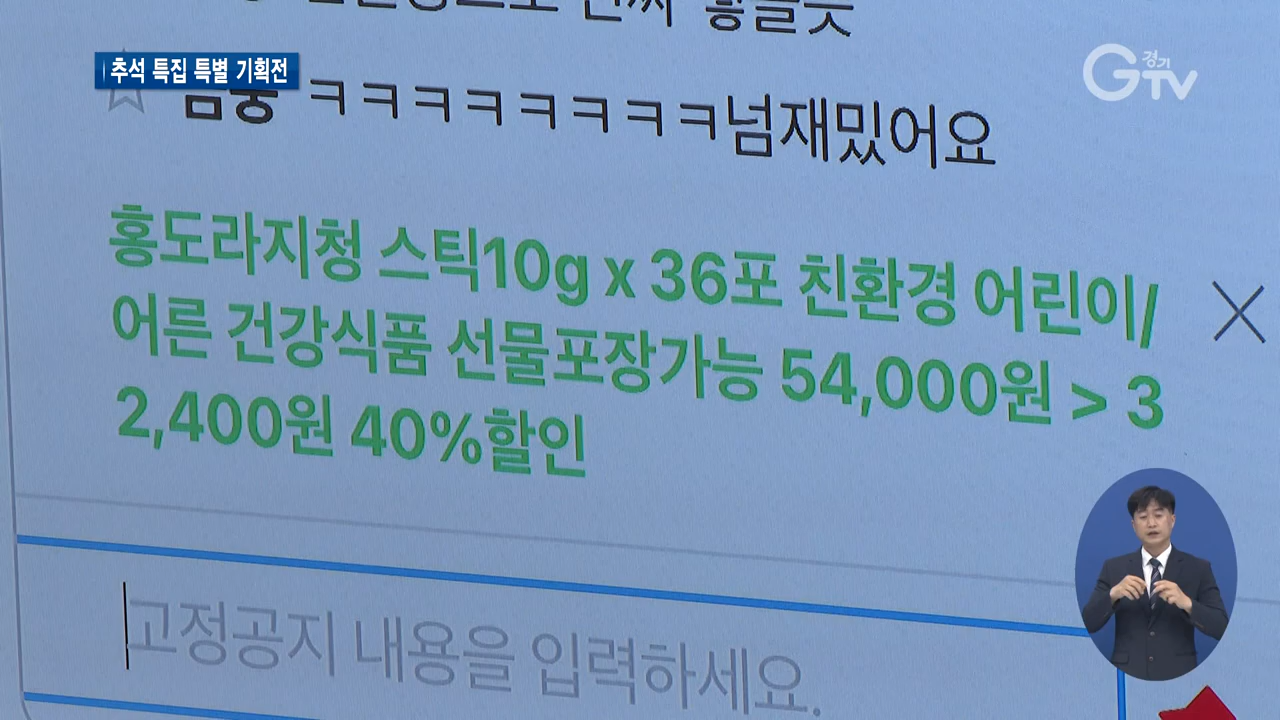 추석 특집 특별 기획전
경기
GTV
ㅋㅋㅋㅋㅋㅋㅋㅋ넘재밌어요
홍도라지청 스틱10g x 36포 친환경 어린이/
어른 건강식품 선물포장가능 54,000원 > 3
2,400원 40%할인
고정공지 내용을 입력하세요.